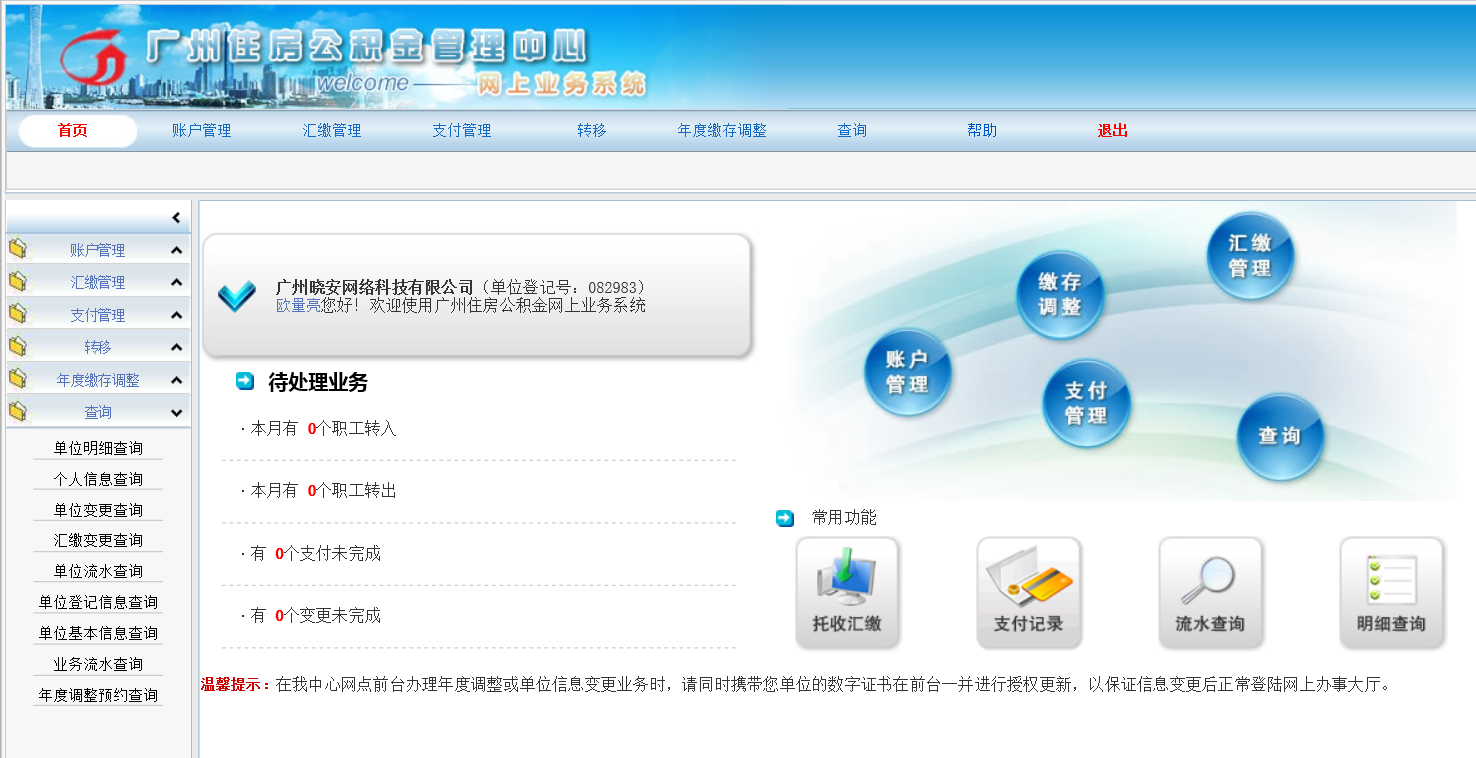 广州住房公积金管理中心
welcome
网上业务系统
首页
账户管理
汇缴管理
支付管理
转移
年度缴存调整
查询
帮助
退出
账户管理
汇缴管理
支付管理
转移
年度缴存调整
查询
单位明细查询
个人信息查询
单位变更查询
汇缴变更查询
单位流水查询
单位登记信息查询
单位基本信息查询
业务流水查询
年度调整预约查询
广州晓安网络科技有限公司（单位登记号：082983）
欧量亮您好！欢迎使用广州住房公积金网上业务系统
待处理业务
· 本月有 0个职工转入
· 本月有 0个职工转出
· 有 0个支付未完成
· 有 0个变更未完成
汇缴
管理
缴存
调整
账户
管理
支付
管理
查询
常用功能
托收汇缴
支付记录
流水查询
明细查询
温馨提示：在我中心网点前台办理年度调整或单位信息变更业务时，请同时携带您单位的数字证书在前台一并进行授权更新，以保证信息变更后正常登陆网上办事大厅。